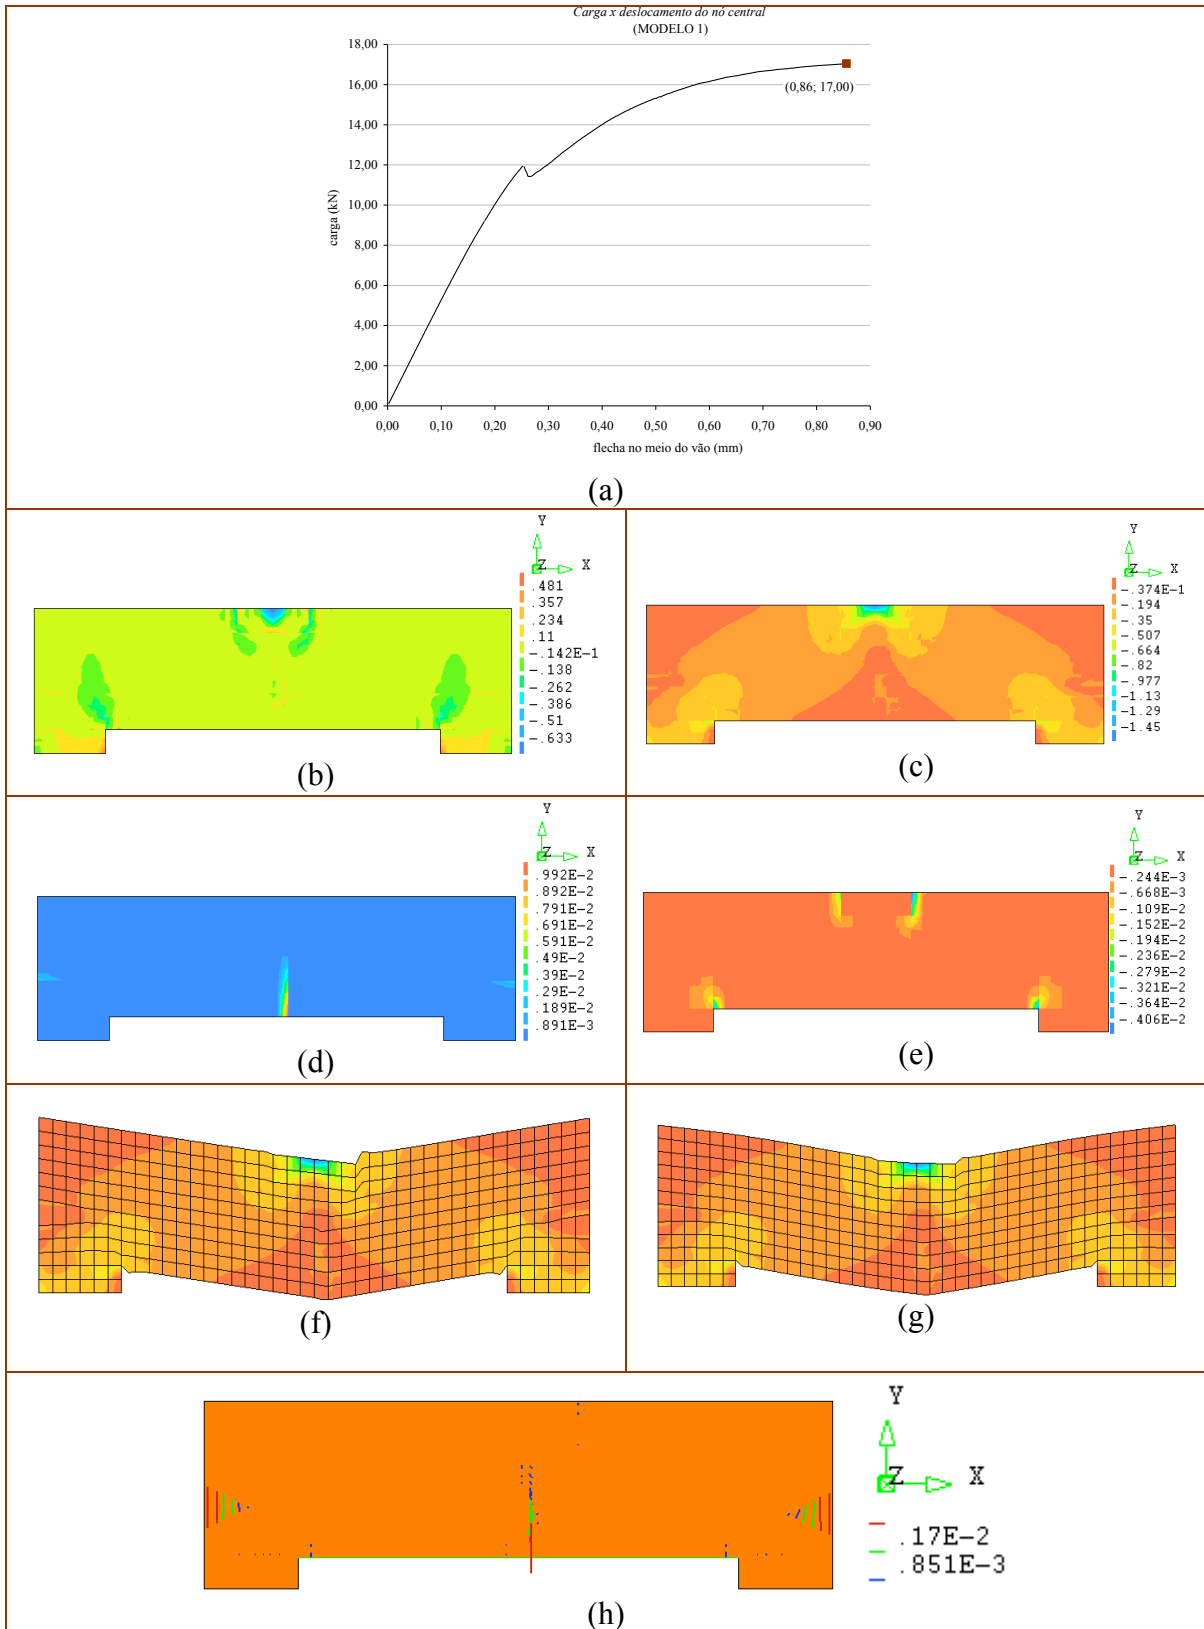 Carga x deslocamento do nó central
(MODELO 1)
18,00
16,00
14,00
12,00
10,00
8,00
6,00
4,00
2,00
0,00
carga (kN)
(0,86; 17,00)
0,00 0,10 0,20 0,30 0,40 0,50 0,60 0,70 0,80 0,90
flecha no meio do vão (mm)
(a)
Y
Z X
.481
.357
.234
.11
-.142E-1
-.138
-.262
-.386
-.51
-.633
(b)
Y
Z X
-.374E-1
-.194
-.35
-.507
-.664
-.82
-.977
-1.13
-1.29
-1.45
(c)
Y
Z X
.992E-2
.892E-2
.791E-2
.691E-2
.591E-2
.49E-2
.39E-2
.29E-2
.189E-2
.891E-3
(d)
Y
Z X
-.244E-3
-.668E-3
-.109E-2
-.152E-2
-.194E-2
-.236E-2
-.279E-2
-.321E-2
-.364E-2
-.406E-2
(e)
(f)
(g)
Y
Z X
.17E-2
.851E-3
(h)